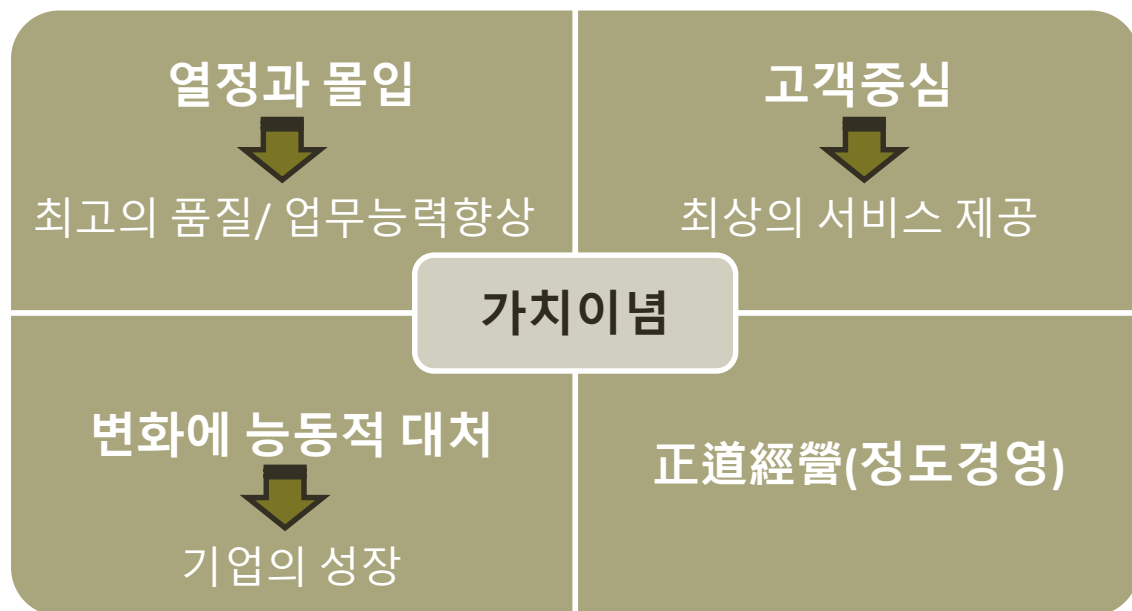 열정과 몰입
최고의 품질/ 업무능력향상
고객중심
최상의 서비스 제공
가치이념
변화에 능동적 대처
기업의 성장
正道經營(정도경영)